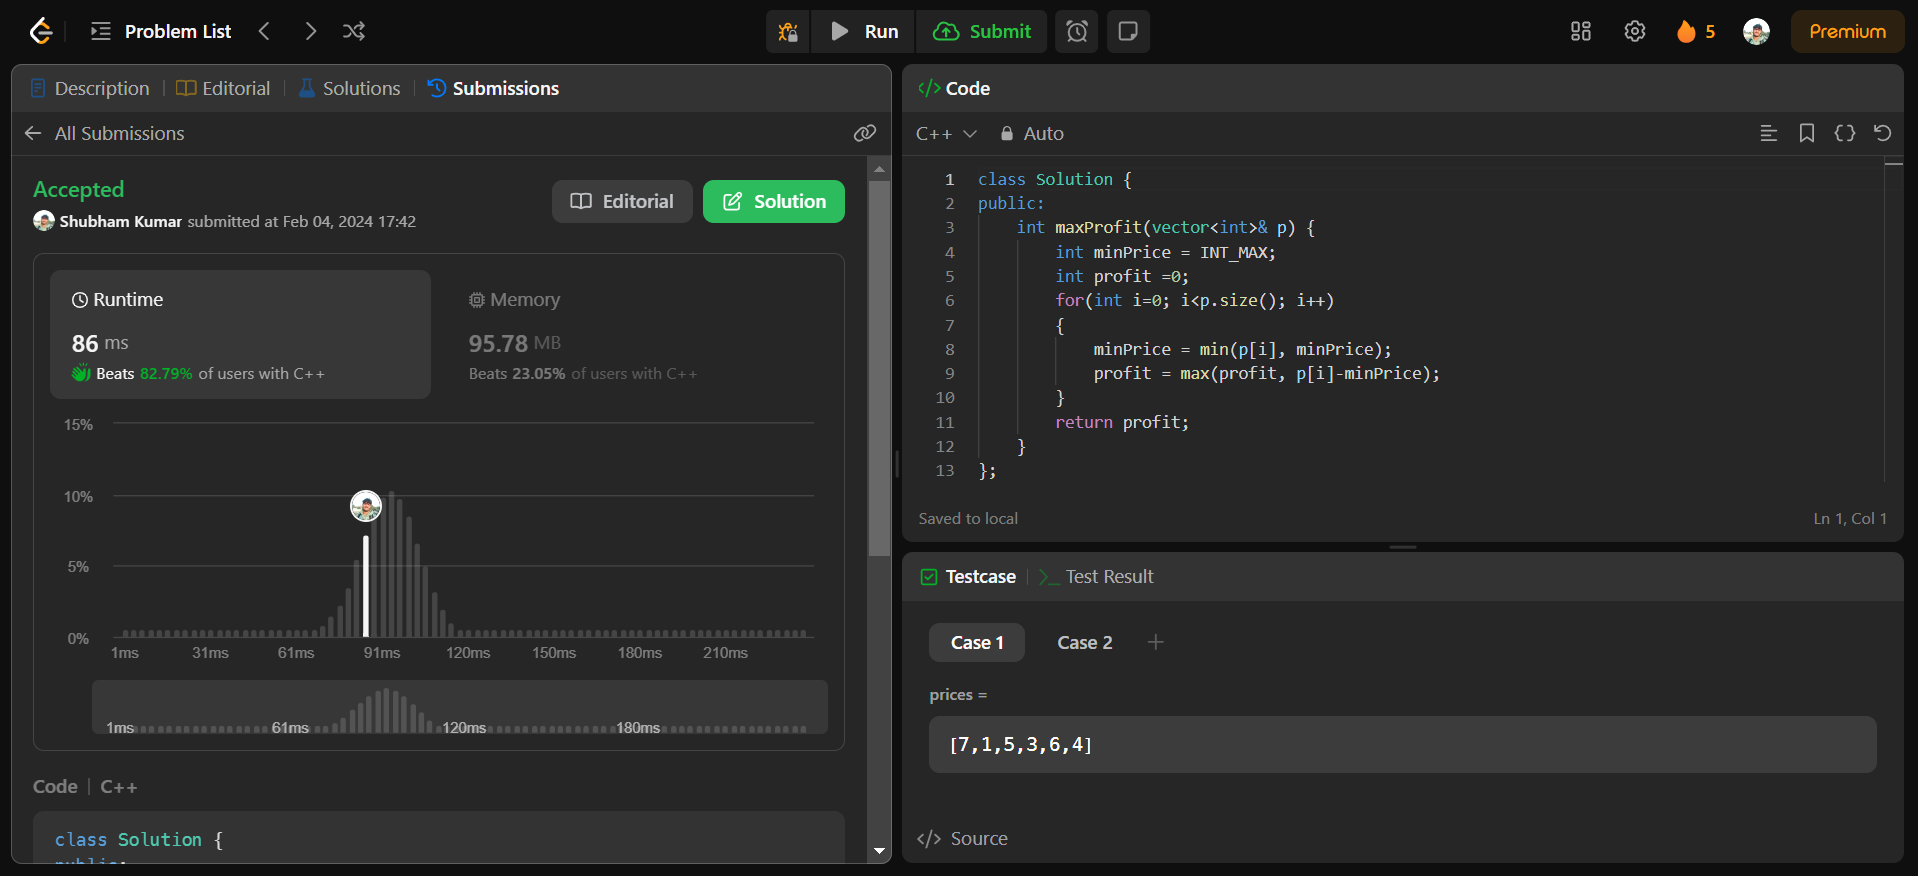 Problem List
Run
Submit
5
Premium
Description
Editorial
Solutions
Submissions
All Submissions
Accepted
Shubham Kumar submitted at Feb 04, 2024 17:42
Editorial
Solution
Runtime
86 ms
Beats 82.79% of users with C++
Memory
95.78 MB
Beats 23.05% of users with C++
15%
10%
5%
0%
1ms 31ms 61ms 91ms 120ms 150ms 180ms 210ms
1ms 61ms 120ms 180ms
Code | C++
class Solution {
public:
</> Code
C++ Auto
1 class Solution {
2 public:
3     int maxProfit(vector<int>& p) {
4         int minPrice = INT_MAX;
5         int profit =0;
6         for(int i=0; i<p.size(); i++)
7         {
8             minPrice = min(p[i], minPrice);
9             profit = max(profit, p[i]-minPrice);
10         }
11         return profit;
12     }
13 };
Saved to local
Ln 1, Col 1
Testcase
Test Result
Case 1
Case 2
prices =
[7,1,5,3,6,4]
</> Source